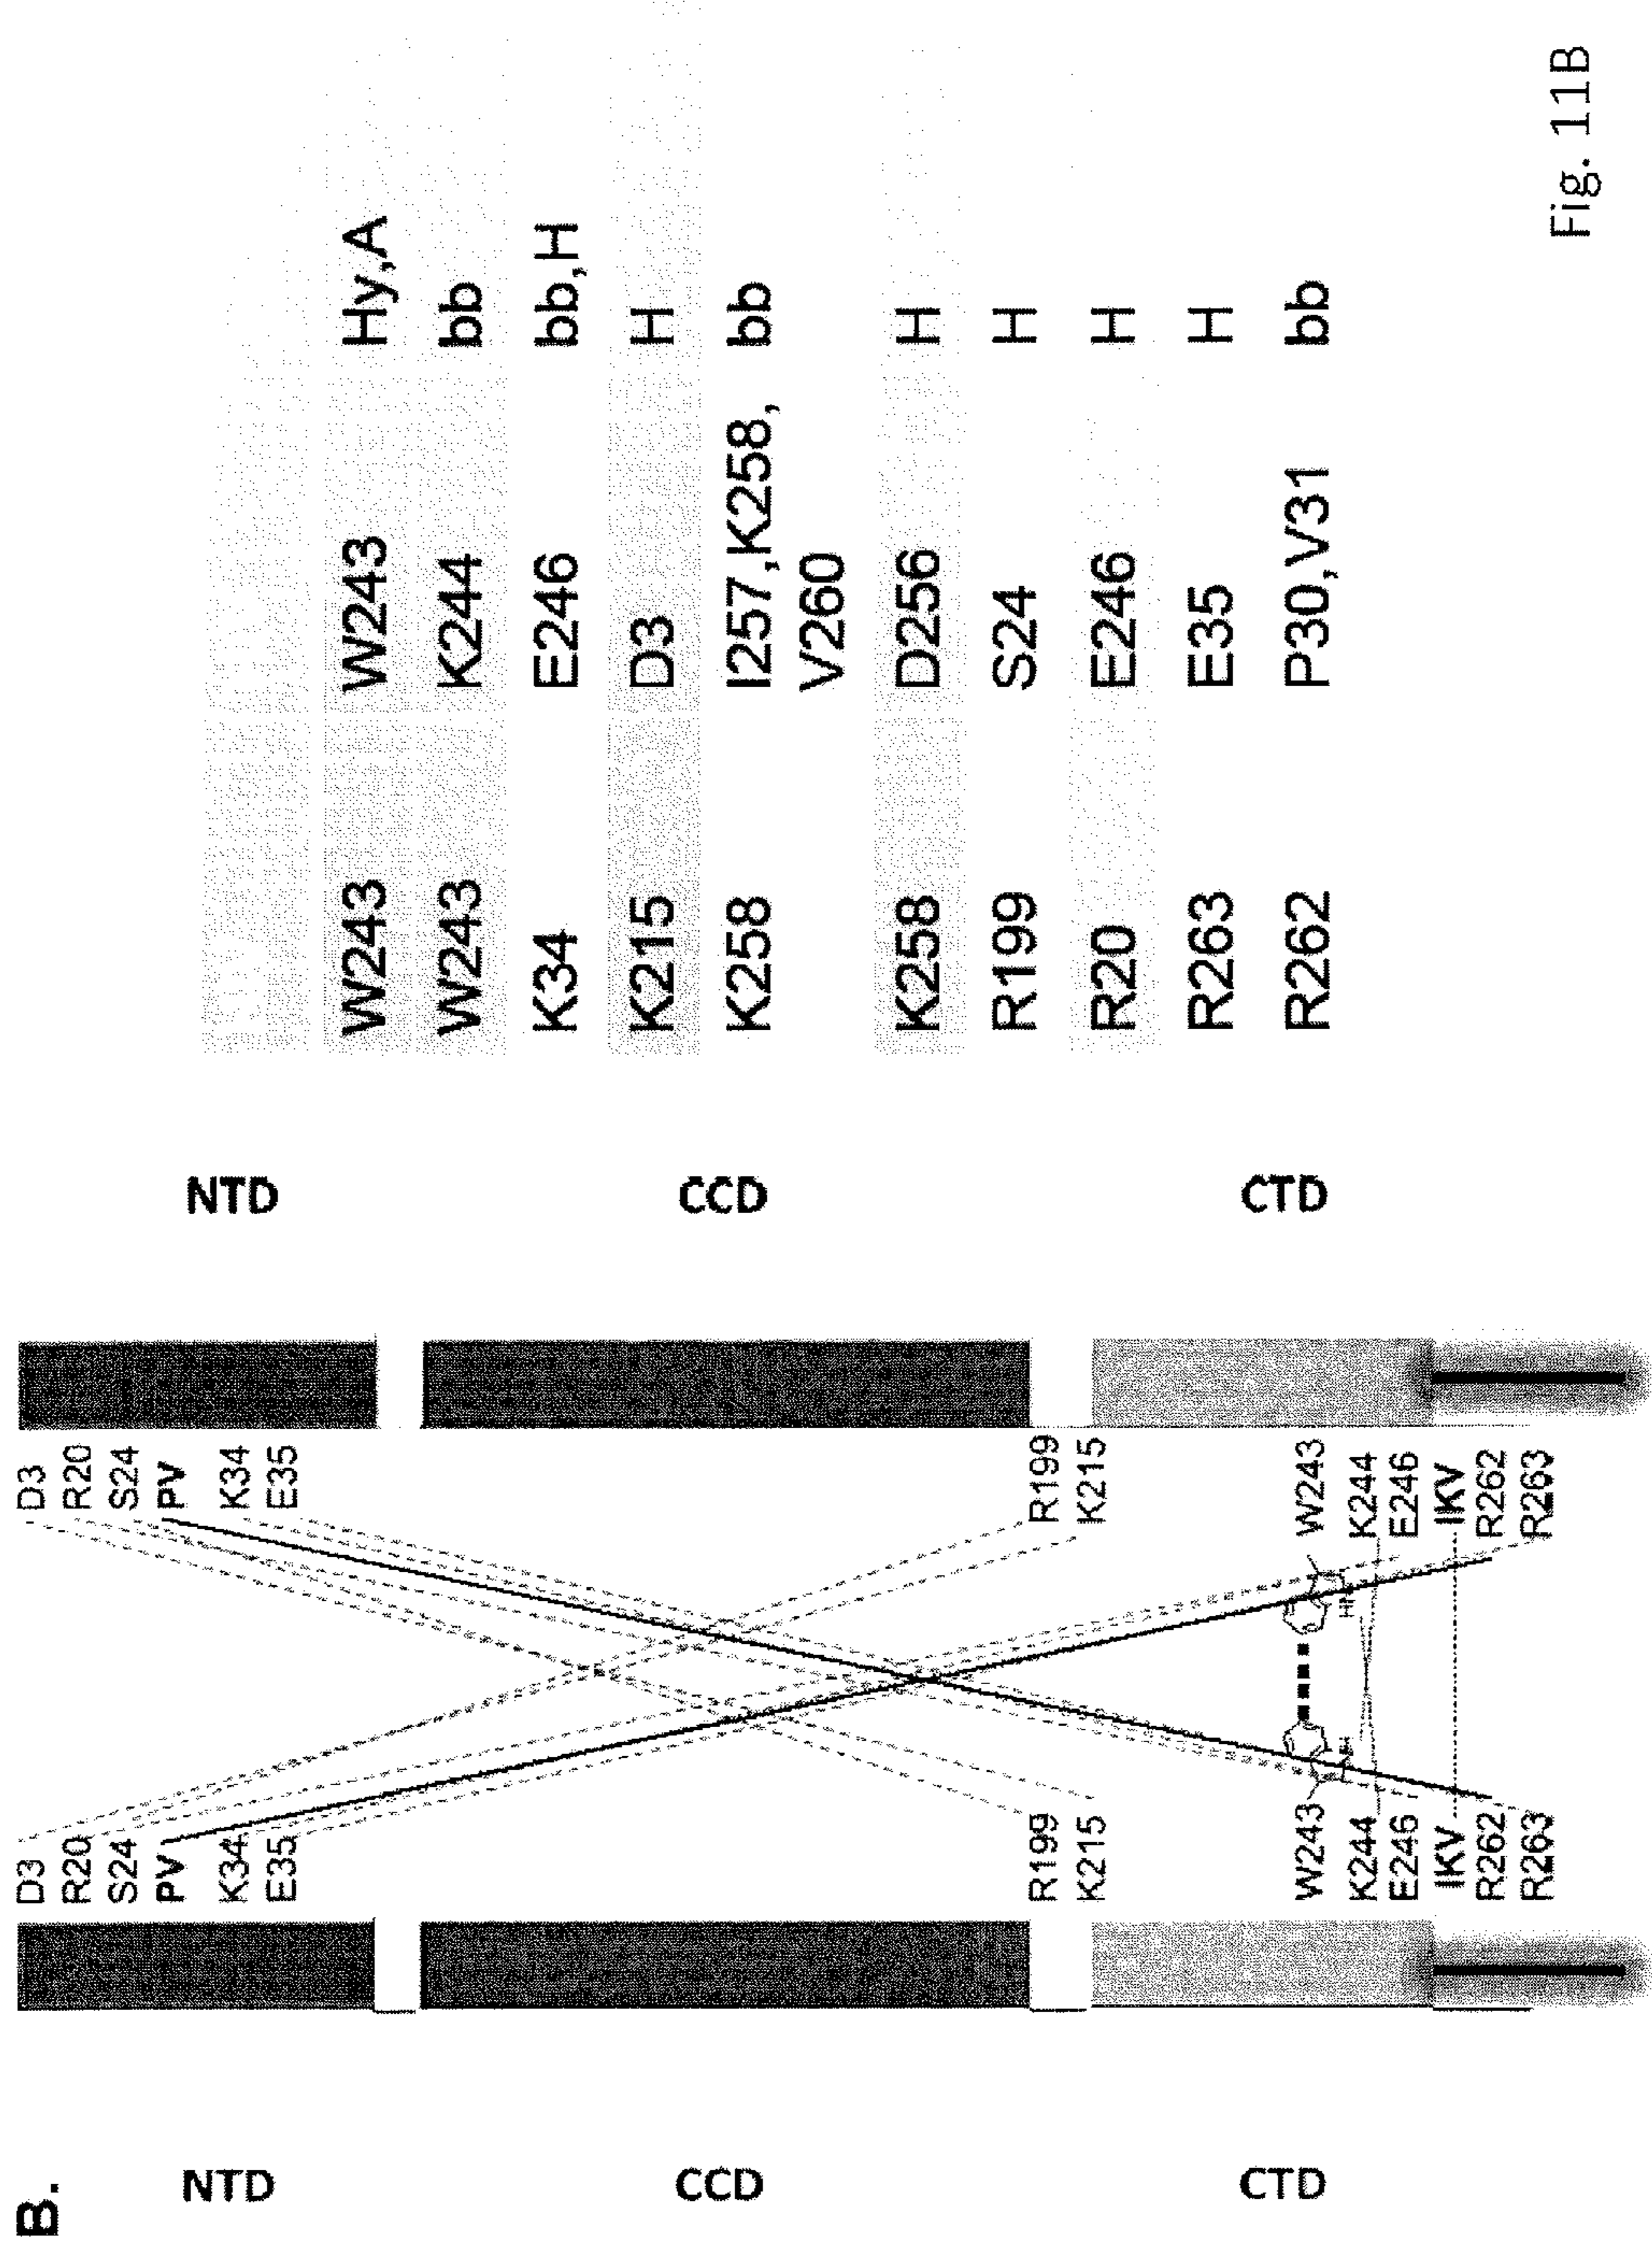 B.
NTD
CCD
CTD
D3
R20
S24
PV
K34
E35
R199
K215
W243
K244
E246
IKV
R262
R263
NH
HN
D3
R20
S24
PV
K34
E35
R199
K215
W243
K244
E246
IKV
R262
R263
NTD
CCD
CTD
W243 W243 Hy,A
W243 K244 bb
K34 E246 bb,H
K215 D3 H
K258 I257,K258, bb
V260
K258 D256 H
R199 S24 H
R20 E246 H
R263 E35 H
R262 P30,V31 bb
Fig. 11B